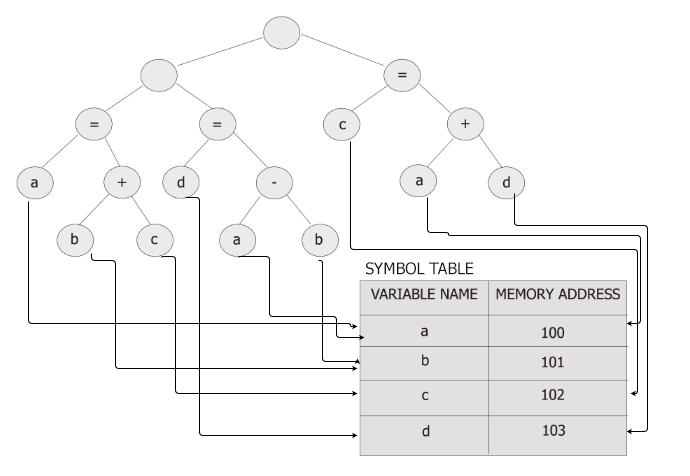 =
= = c +
a + d - a d
b c a b
SYMBOL TABLE
VARIABLE NAME MEMORY ADDRESS
a 100
b 101
c 102
d 103